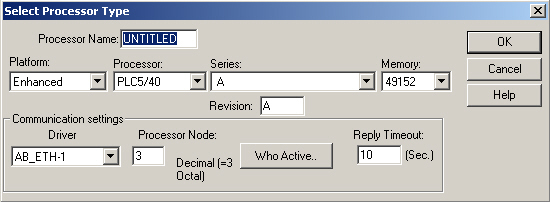 Select Processor Type
Processor Name: UNTITLED
OK
Platform: Processor: Series: Memory:
Enhanced PLC5/40 A 49152
Cancel
Revision: A
Help
Communication settings
Driver Processor Node: Reply Timeout:
AB_ETH-1 3 Decimal (=3 Octal) Who Active.. 10 (Sec.)